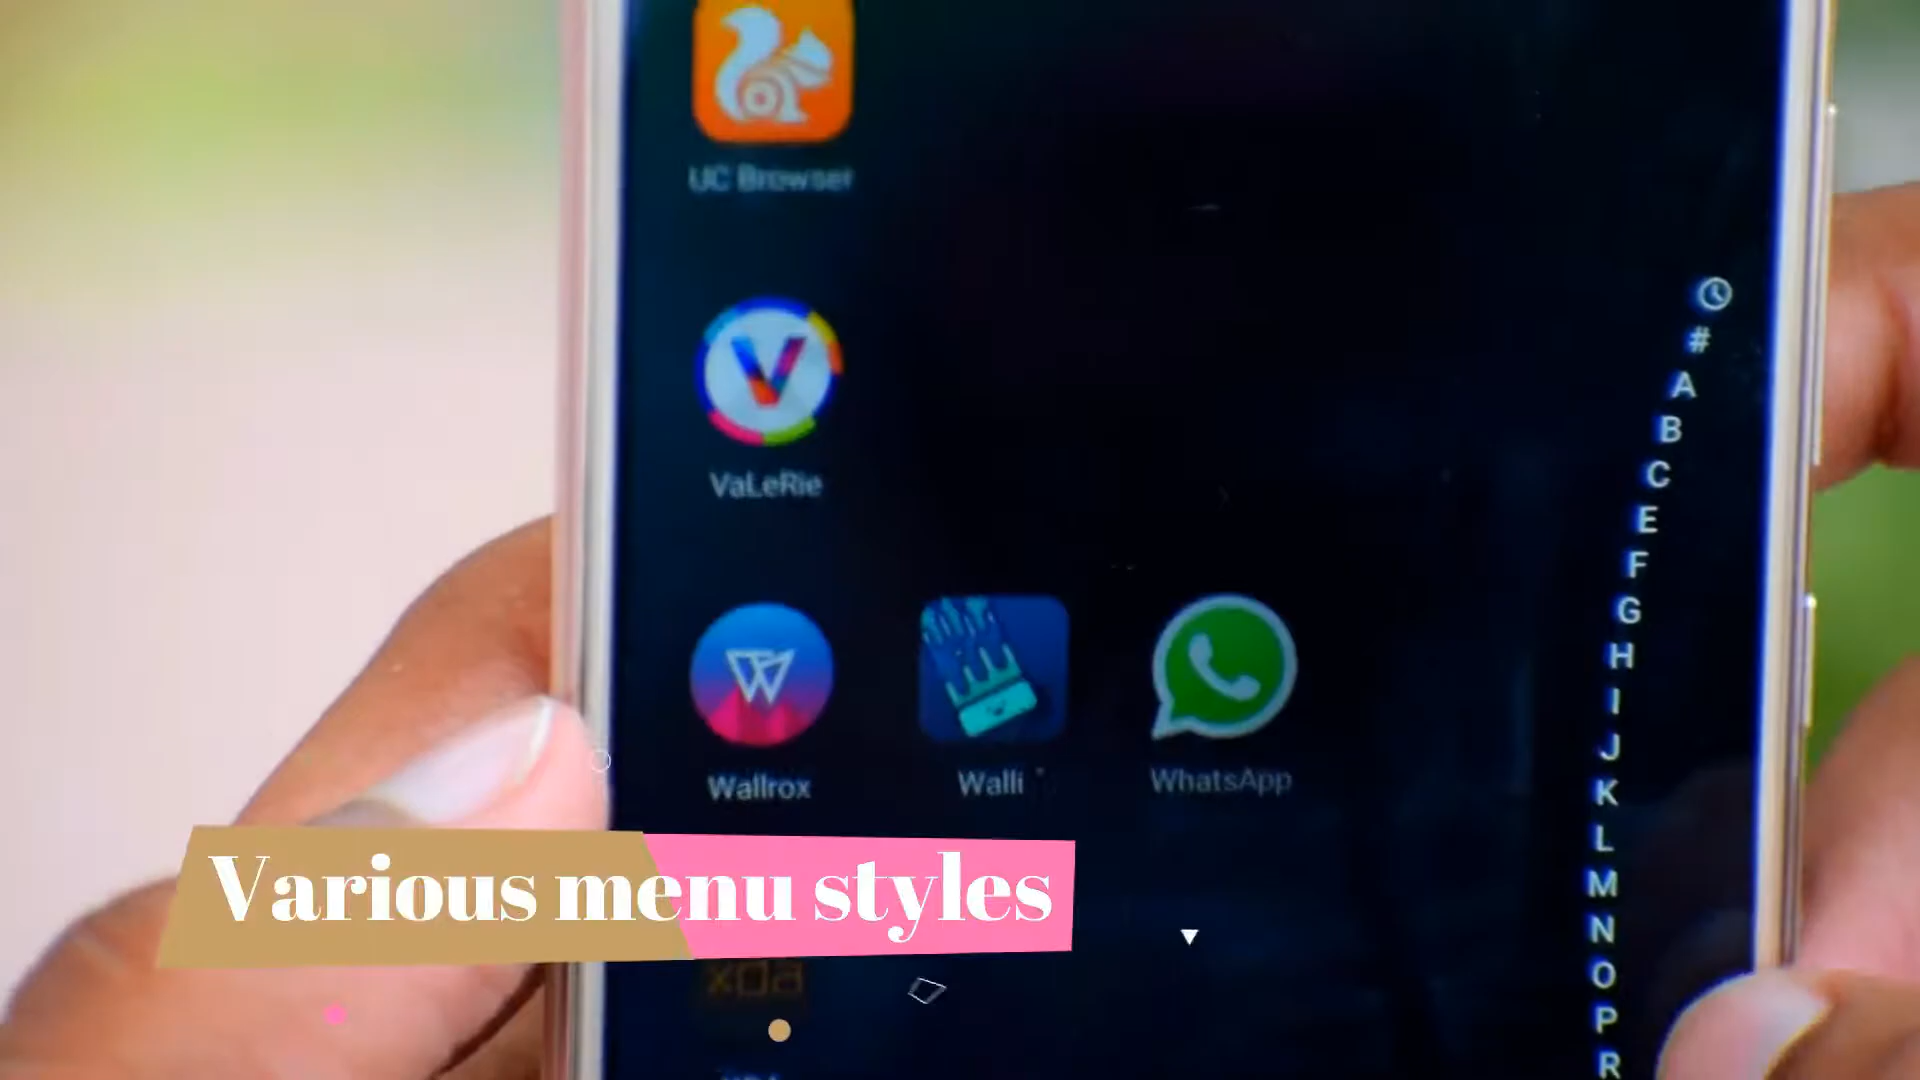 UC Browser
V
VaLeRie
W
Wallrox
Walli
WhatsApp
Various menu styles
xda
#
A
B
C
E
F
G
H
I
J
K
L
M
N
O
P
R